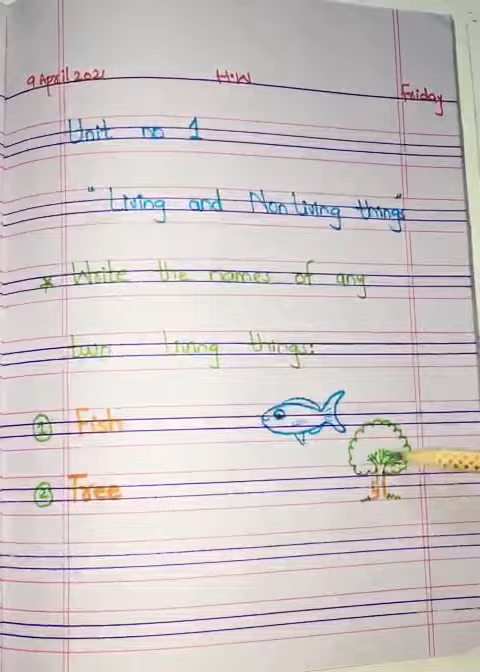 9 April 2021 H.W Friday
Unit no 1
"Living and Non Living things"
* Write the names of any
two living things:
① Fish
② Tree